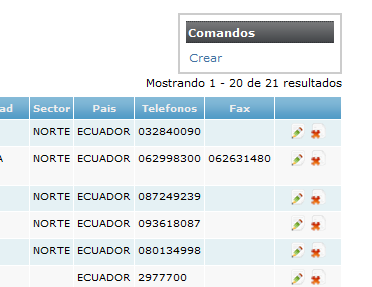 Comandos
Crear
Mostrando 1 - 20 de 21 resultados
ad Sector Pais Telefonos Fax
NORTE ECUADOR 032840090
A NORTE ECUADOR 062998300 062631480
NORTE ECUADOR 087249239
NORTE ECUADOR 093618087
NORTE ECUADOR 080134998
ECUADOR 2977700